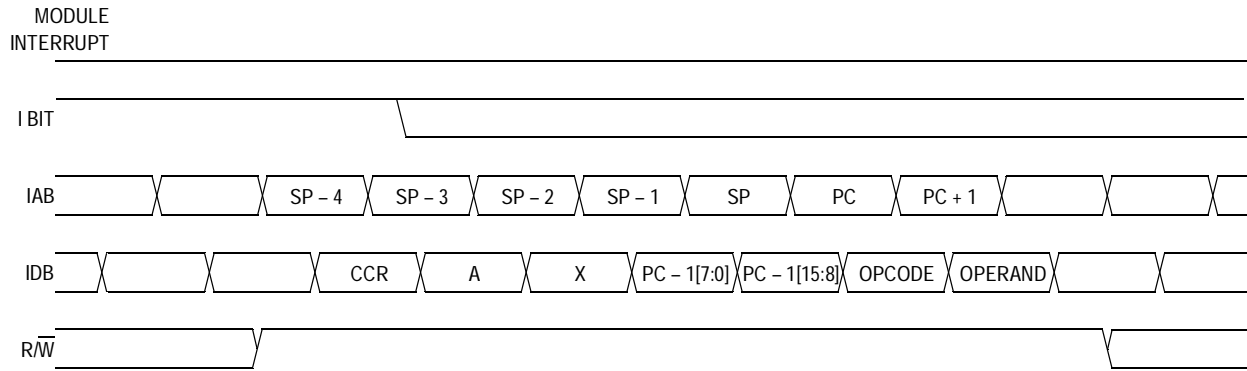 MODULE
INTERRUPT
I BIT
IAB SP – 4 SP – 3 SP – 2 SP – 1 SP PC PC + 1
IDB CCR A X PC – 1[7:0] PC – 1[15:8] OPCODE OPERAND
R/W̅